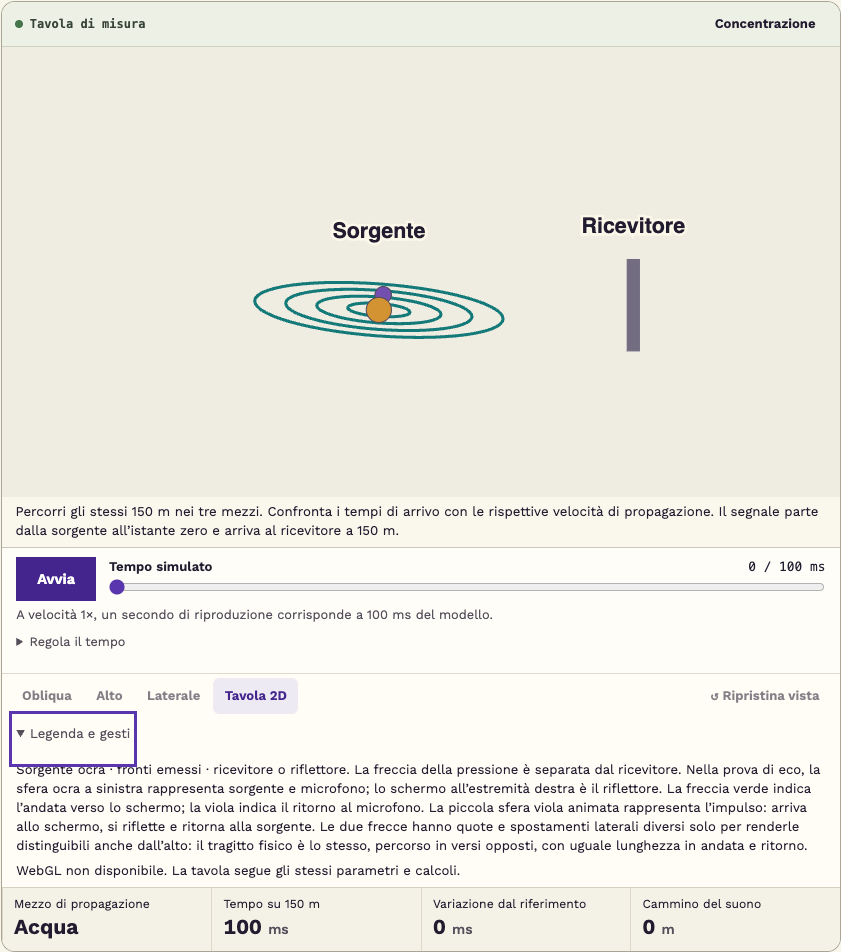 Tavola di misura
Concentrazione
Sorgente
Ricevitore
Percorri gli stessi 150 m nei tre mezzi. Confronta i tempi di arrivo con le rispettive velocità di propagazione. Il segnale parte
dalla sorgente all’istante zero e arriva al ricevitore a 150 m.
Avvia
Tempo simulato
0 / 100 ms
A velocità 1×, un secondo di riproduzione corrisponde a 100 ms del modello.
▶ Regola il tempo
Obliqua
Alto
Laterale
Tavola 2D
↺ Ripristina vista
▼ Legenda e gesti
Sorgente ocra · fronti emessi · ricevitore o riflettore. La freccia della pressione è separata dal ricevitore. Nella prova di eco, la
sfera ocra a sinistra rappresenta sorgente e microfono; lo schermo all’estremità destra è il riflettore. La freccia verde indica
l’andata verso lo schermo; la viola indica il ritorno al microfono. La piccola sfera viola animata rappresenta l’impulso: arriva
allo schermo, si riflette e ritorna alla sorgente. Le due frecce hanno quote e spostamenti laterali diversi solo per renderle
distinguibili anche dall’alto: il tragitto fisico è lo stesso, percorso in versi opposti, con uguale lunghezza in andata e ritorno.
WebGL non disponibile. La tavola segue gli stessi parametri e calcoli.
Mezzo di propagazione
Acqua
Tempo su 150 m
100 ms
Variazione dal riferimento
0 ms
Cammino del suono
0 m